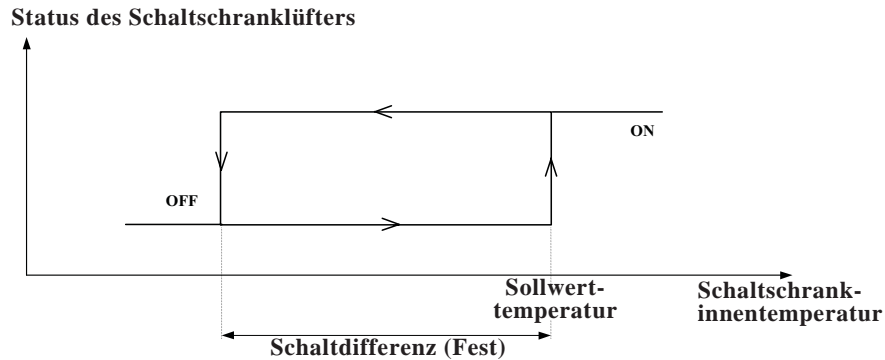 Status des Schaltschranklüfters
ON
OFF
Sollwert-
temperatur
Schaltschrank-
innentemperatur
Schaltdifferenz (Fest)